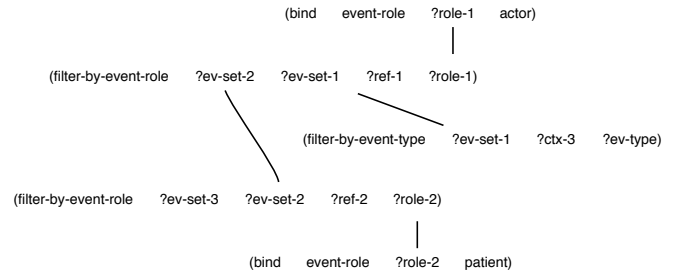 (bind event-role ?role-1 actor)
(filter-by-event-role ?ev-set-2 ?ev-set-1 ?ref-1 ?role-1)
(filter-by-event-type ?ev-set-1 ?ctx-3 ?ev-type)
(filter-by-event-role ?ev-set-3 ?ev-set-2 ?ref-2 ?role-2)
(bind event-role ?role-2 patient)